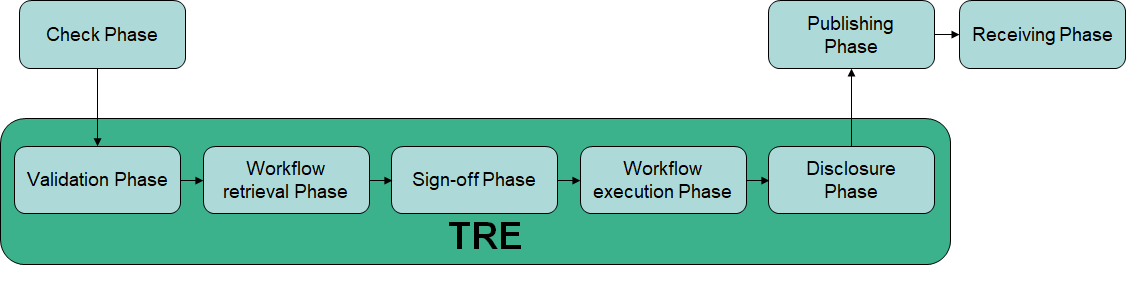 Check Phase
Publishing
Phase
Receiving Phase
Validation Phase
Workflow
retrieval Phase
Sign-off Phase
Workflow
execution Phase
Disclosure
Phase
TRE